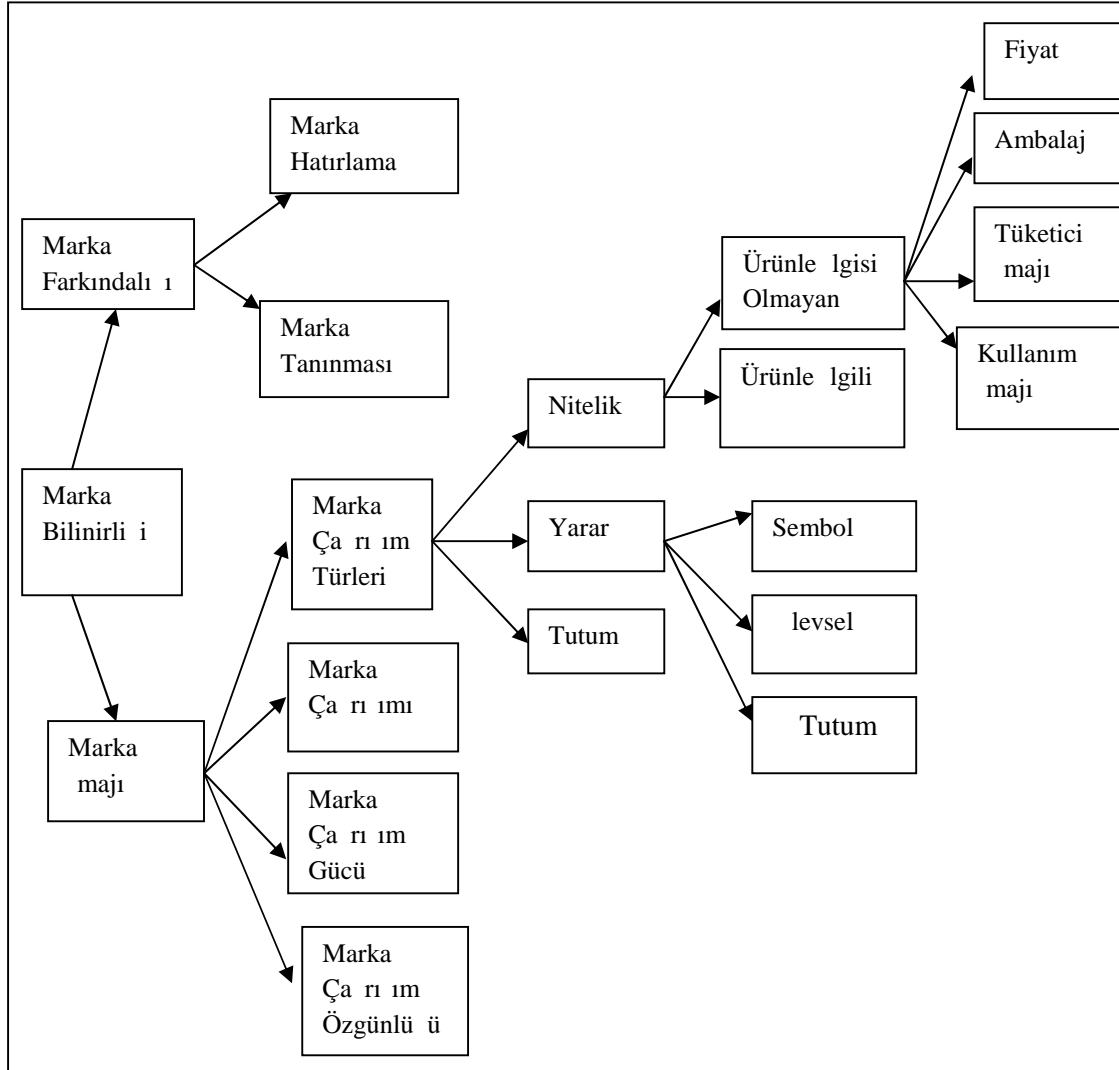 Fiyat
Marka
Hatırlama
Ambalaj
Marka
Farkındalı ı
Tüketici
majı
Ürünle lgisi
Olmayan
Marka
Tanınması
Kullanım
majı
Ürünle lgili
Nitelik
Marka
Bilinirli i
Marka
Ça rı ım
Türleri
Yarar
Sembol
Tutum
levsel
Marka
Ça rı ımı
Tutum
Marka
majı
Marka
Ça rı ım
Gücü
Marka
Ça rı ım
Özgünlü ü